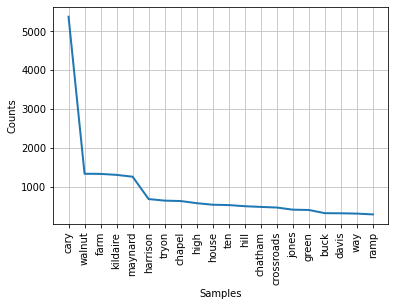 5000
4000
3000
2000
1000
Counts
cary
walnut
farm
kildaire
maynard
harrison
tryon
chapel
high
house
ten
hill
chatham
crossroads
jones
green
buck
davis
way
ramp
Samples